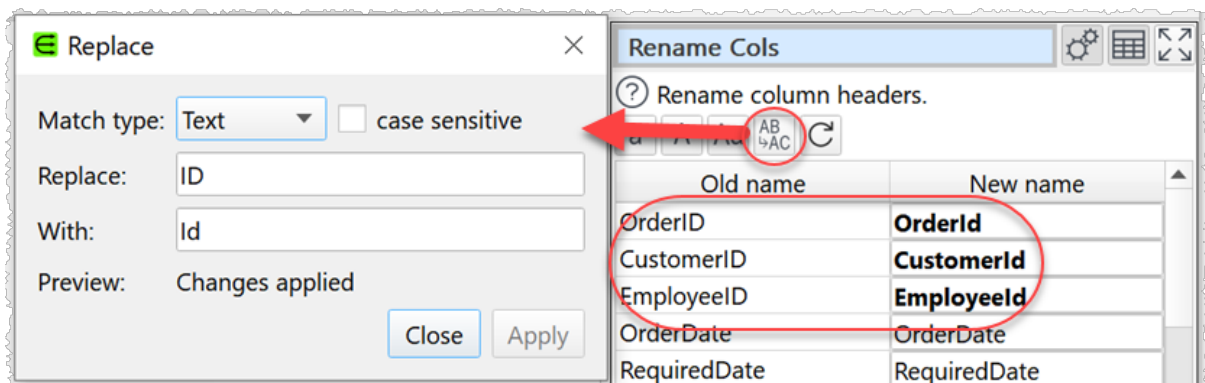 Replace
Match type: Text case sensitive
Replace: ID
With: Id
Preview: Changes applied
Close Apply
Rename Cols
Rename column headers.
AB
AC
Old name New name
OrderID OrderId
CustomerID CustomerId
EmployeeID EmployeeId
OrderDate OrderDate
RequiredDate RequiredDate